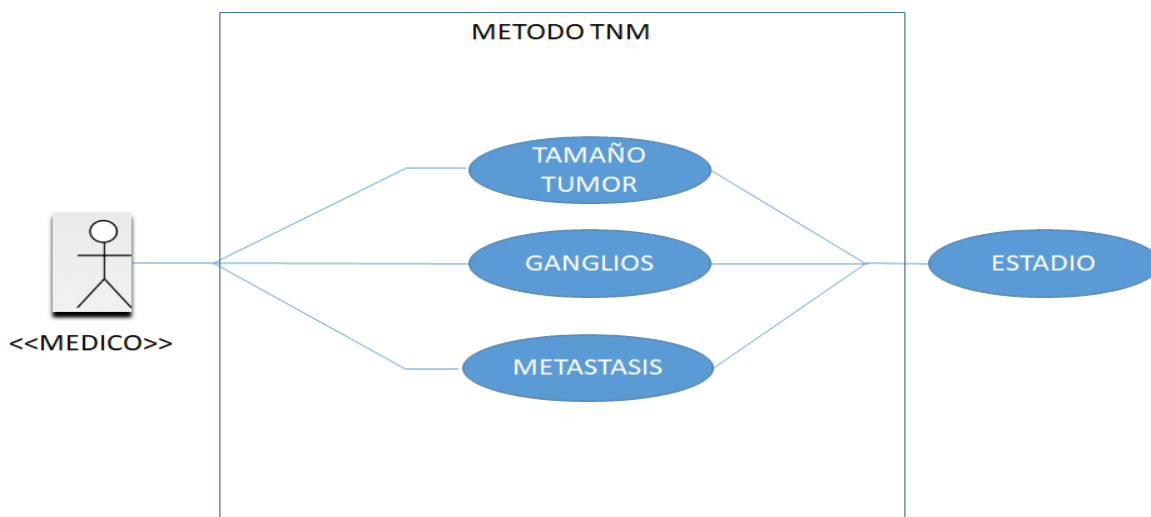 METODO TNM
TAMAÑO
TUMOR
GANGLIOS
ESTADIO
<<MEDICO>>
METASTASIS